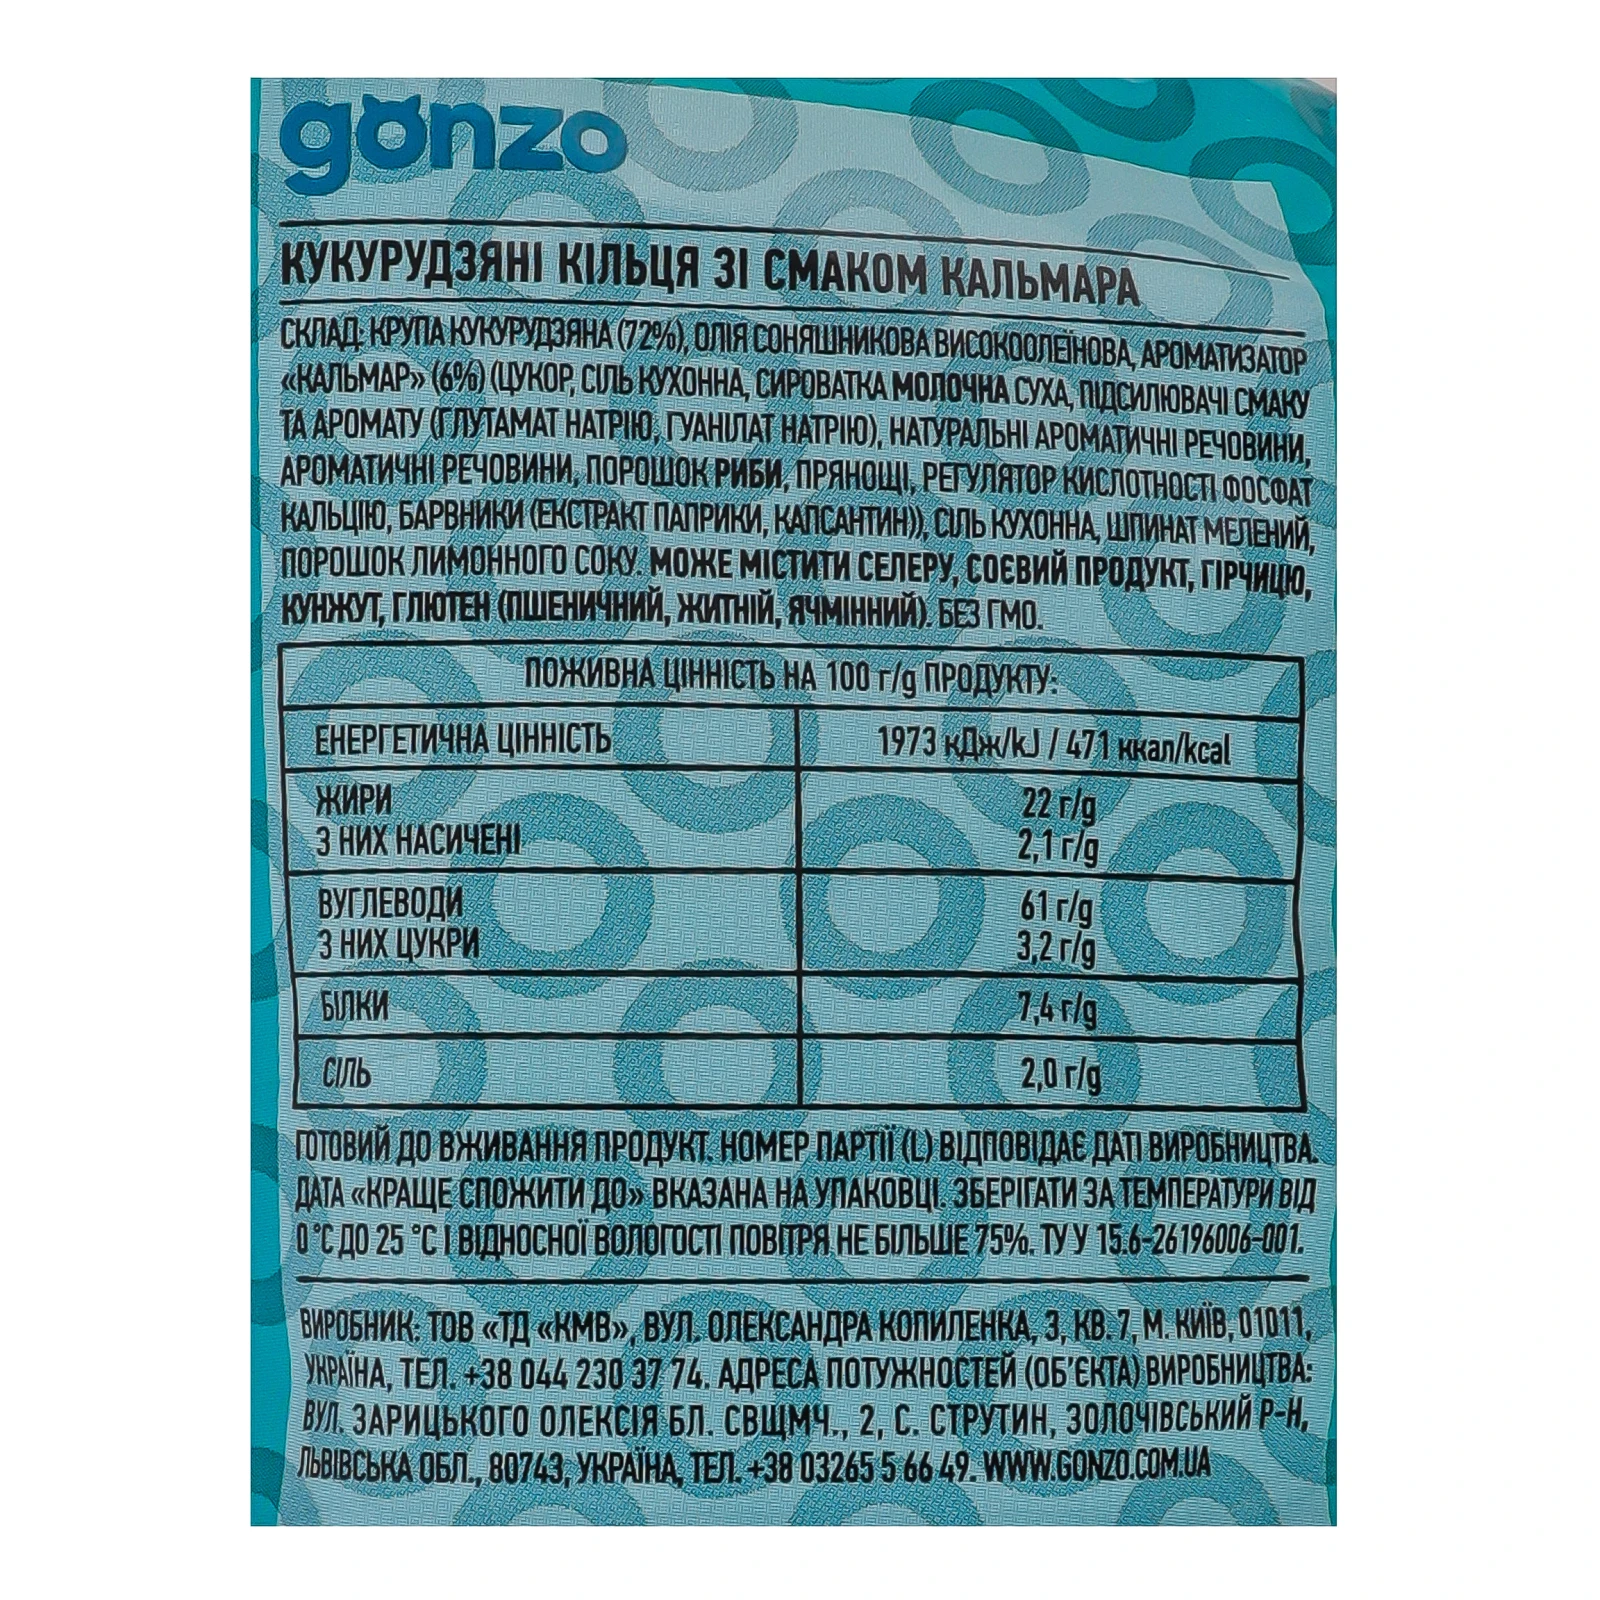 gonzo
КУКУРУДЗЯНІ КІЛЬЦЯ ЗІ СМАКОМ КАЛЬМАРА
СКЛАД: КРУПА КУКУРУДЗЯНА (72%), ОЛІЯ СОНЯШНИКОВА ВИСОКООЛЕЇНОВА, АРОМАТИЗАТОР
«КАЛЬМАР» (6%) (ЦУКОР, СІЛЬ КУХОННА, СИРОВАТКА МОЛОЧНА СУХА, ПІДСИЛЮВАЧІ СМАКУ
ТА АРОМАТУ (ГЛУТАМАТ НАТРІЮ, ГУАНІЛАТ НАТРІЮ), НАТУРАЛЬНІ АРОМАТИЧНІ РЕЧОВИНИ,
АРОМАТИЧНІ РЕЧОВИНИ, ПОРОШОК РИБИ, ПРЯНОЩІ, РЕГУЛЯТОР КИСЛОТНОСТІ ФОСФАТ
КАЛЬЦІЮ, БАРВНИКИ (ЕКСТРАКТ ПАПРИКИ, КАПСАНТИН)), СІЛЬ КУХОННА, ШПИНАТ МЕЛЕНИЙ,
ПОРОШОК ЛИМОННОГО СОКУ. МОЖЕ МІСТИТИ СЕЛЕРУ, СОЄВИЙ ПРОДУКТ, ГІРЧИЦЮ,
КУНЖУТ, ГЛЮТЕН (ПШЕНИЧНИЙ, ЖИТНІЙ, ЯЧМІННИЙ). БЕЗ ГМО.
ПОЖИВНА ЦІННІСТЬ НА 100 г/g ПРОДУКТУ:
ЕНЕРГЕТИЧНА ЦІННІСТЬ 1973 кДж/kJ / 471 ккал/kcal
ЖИРИ 22 г/g
З НИХ НАСИЧЕНІ 2,1 г/g
ВУГЛЕВОДИ 61 г/g
З НИХ ЦУКРИ 3,2 г/g
БІЛКИ 7,4 г/g
СІЛЬ 2,0 г/g
ГОТОВИЙ ДО ВЖИВАННЯ ПРОДУКТ. НОМЕР ПАРТІЇ (L) ВІДПОВІДАЄ ДАТІ ВИРОБНИЦТВА.
ДАТА «КРАЩЕ СПОЖИТИ ДО» ВКАЗАНА НА УПАКОВЦІ. ЗБЕРІГАТИ ЗА ТЕМПЕРАТУРИ ВІД
0 °C ДО 25 °C І ВІДНОСНОЇ ВОЛОГОСТІ ПОВІТРЯ НЕ БІЛЬШЕ 75%. ТУ У 15.6-26196006-001.
ВИРОБНИК: ТОВ «ТД «КМВ», ВУЛ. ОЛЕКСАНДРА КОПИЛЕНКА, 3, КВ. 7, М. КИЇВ, 01011,
УКРАЇНА, ТЕЛ. +38 044 230 37 74. АДРЕСА ПОТУЖНОСТЕЙ (ОБ'ЄКТА) ВИРОБНИЦТВА:
ВУЛ. ЗАРИЦЬКОГО ОЛЕКСІЯ БЛ. СВЩМЧ., 2, С. СТРУТИН, ЗОЛОЧІВСЬКИЙ Р-Н,
ЛЬВІВСЬКА ОБЛ., 80743, УКРАЇНА, ТЕЛ. +38 03265 5 66 49. WWW.GONZO.COM.UA